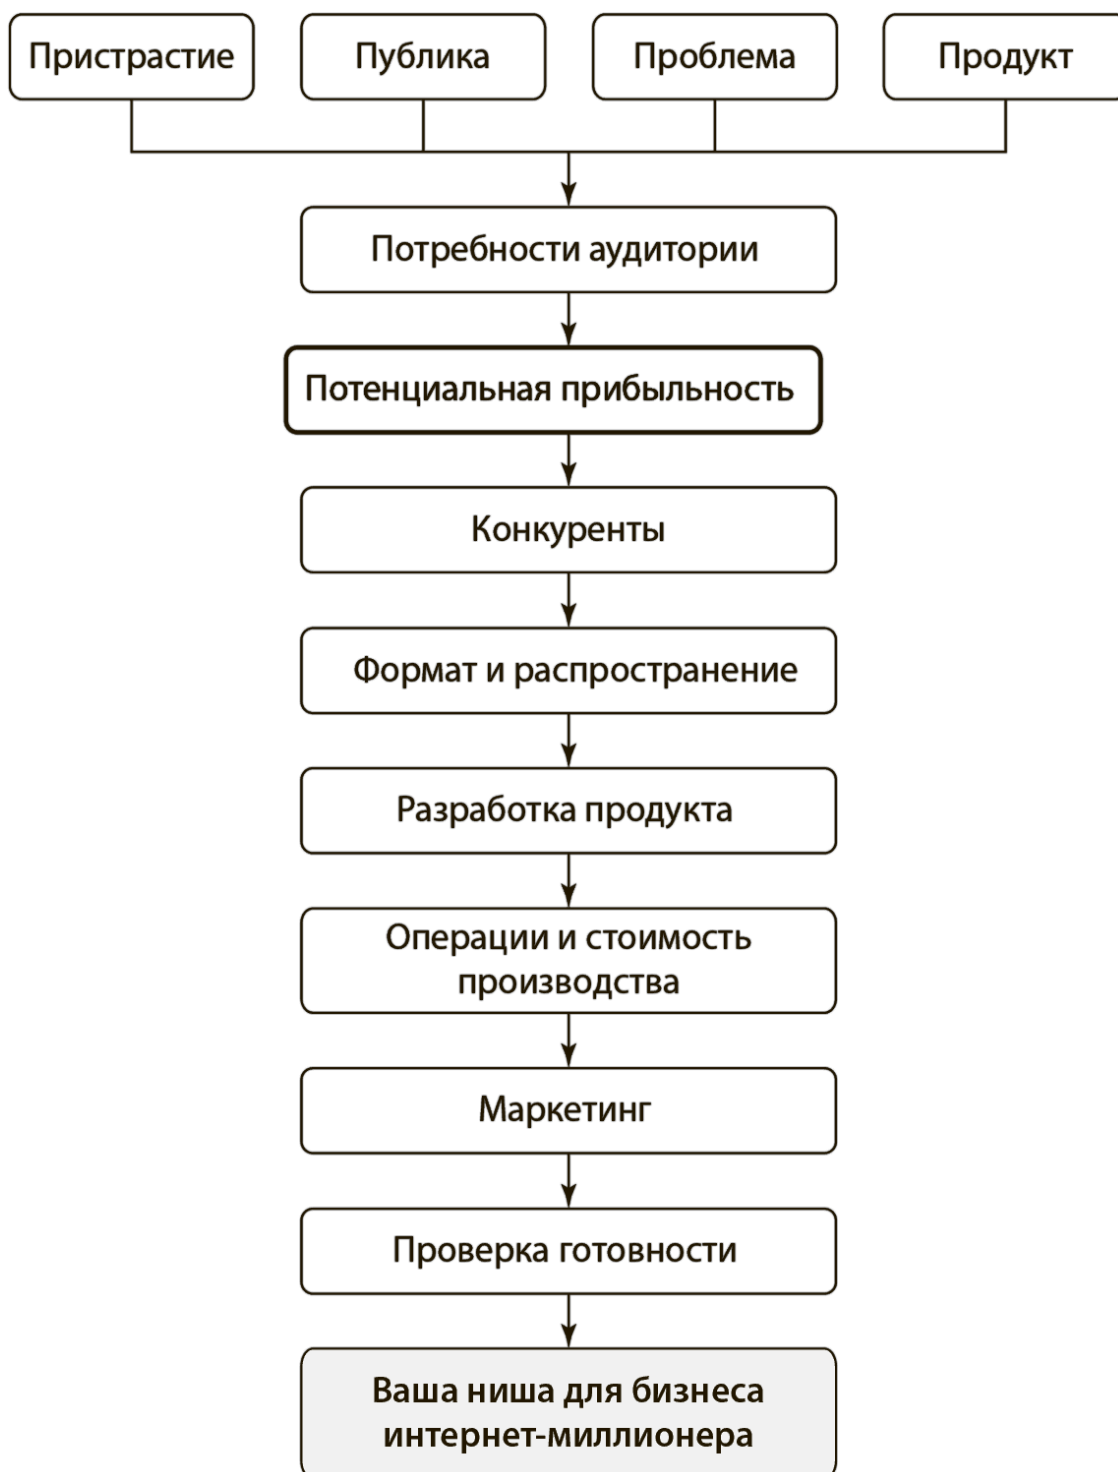 Пристрастие
Публика
Проблема
Продукт
Потребности аудитории
Потенциальная прибыльность
Конкуренты
Формат и распространение
Разработка продукта
Операции и стоимость
производства
Маркетинг
Проверка готовности
Ваша ниша для бизнеса
интернет-миллионера